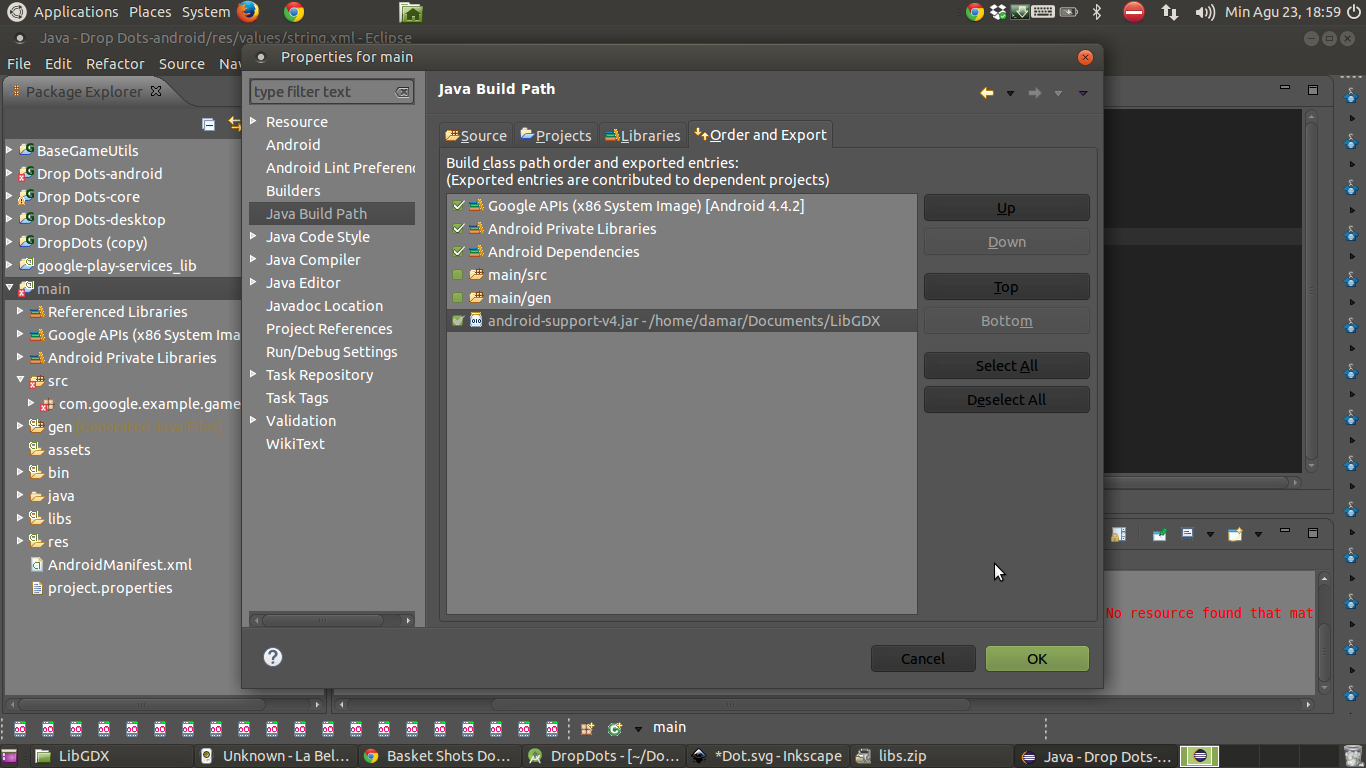 Applications Places System Min Agu 23, 18:59
Java - Drop Dots-android/res/values/string.xml - Eclipse
File Edit Refactor Source Nav
Package Explorer
BaseGameUtils
Drop Dots-android
Drop Dots-core
Drop Dots-desktop
DropDots (copy)
google-play-services_lib
main
Referenced Libraries
Google APIs (x86 System Ima
Android Private Libraries
src
com.google.example.game
gen [Generated Java Files]
assets
bin
java
libs
res
AndroidManifest.xml
project.properties
Properties for main
type filter text
Resource
Android
Android Lint Preferenc
Builders
Java Build Path
Java Code Style
Java Compiler
Java Editor
Javadoc Location
Project References
Run/Debug Settings
Task Repository
Task Tags
Validation
WikiText
Java Build Path
Source Projects Libraries Order and Export
Build class path order and exported entries:
(Exported entries are contributed to dependent projects)
Google APIs (x86 System Image) [Android 4.4.2]
Android Private Libraries
Android Dependencies
main/src
main/gen
android-support-v4.jar - /home/damar/Documents/LibGDX
Up
Down
Top
Bottom
Select All
Deselect All
Cancel OK
No resource found that mat
main
LibGDX Unknown - La Bel... Basket Shots Do... DropDots - [~/Do... *Dot.svg - Inkscape libs.zip Java - Drop Dots-...